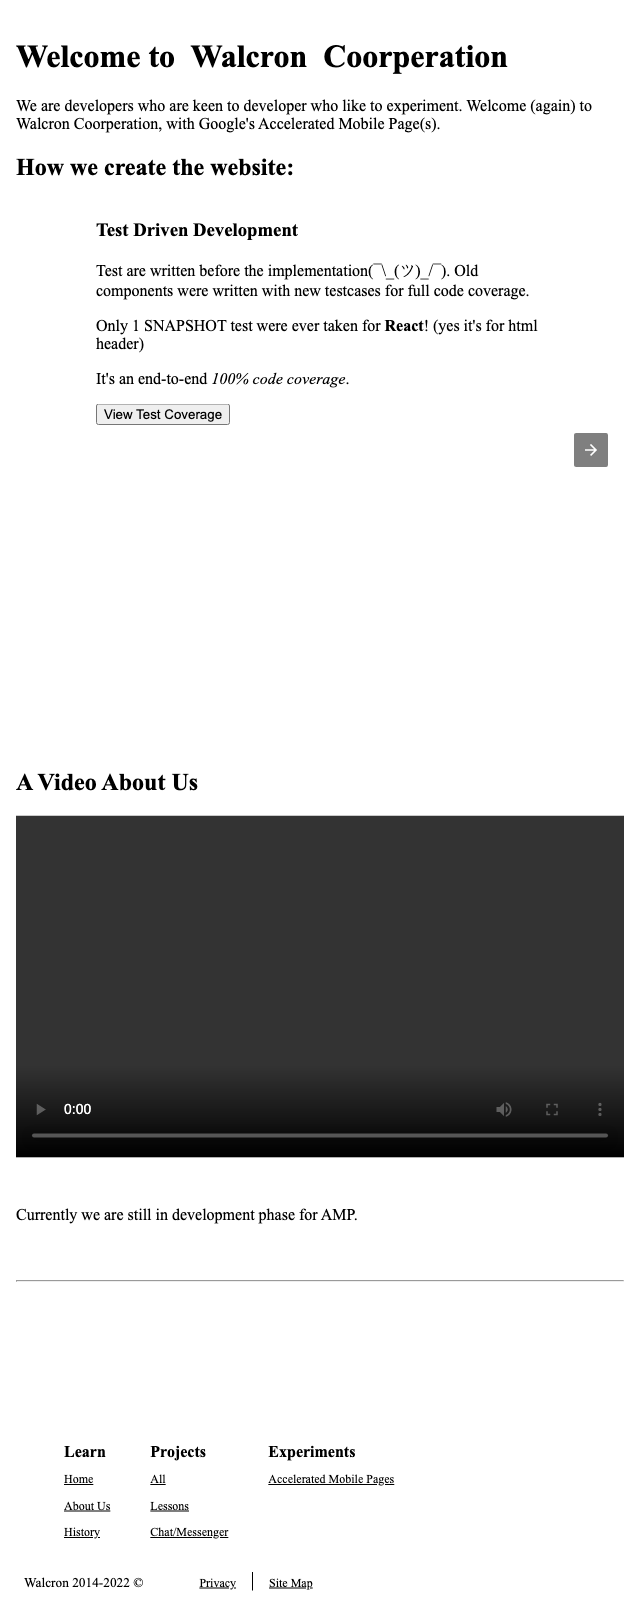 Welcome to Walcron Coorperation
We are developers who are keen to developer who like to experiment. Welcome (again) to
Walcron Coorperation, with Google's Accelerated Mobile Page(s).
How we create the website:
Test Driven Development
Test are written before the implementation(¯\_(ツ)_/¯). Old
components were written with new testcases for full code coverage.
Only 1 SNAPSHOT test were ever taken for React! (yes it's for html
header)
It's an end-to-end 100% code coverage.
View Test Coverage
A Video About Us
0:00
Currently we are still in development phase for AMP.
Learn Projects Experiments
Home All Accelerated Mobile Pages
About Us Lessons
History Chat/Messenger
Walcron 2014-2022 © Privacy Site Map